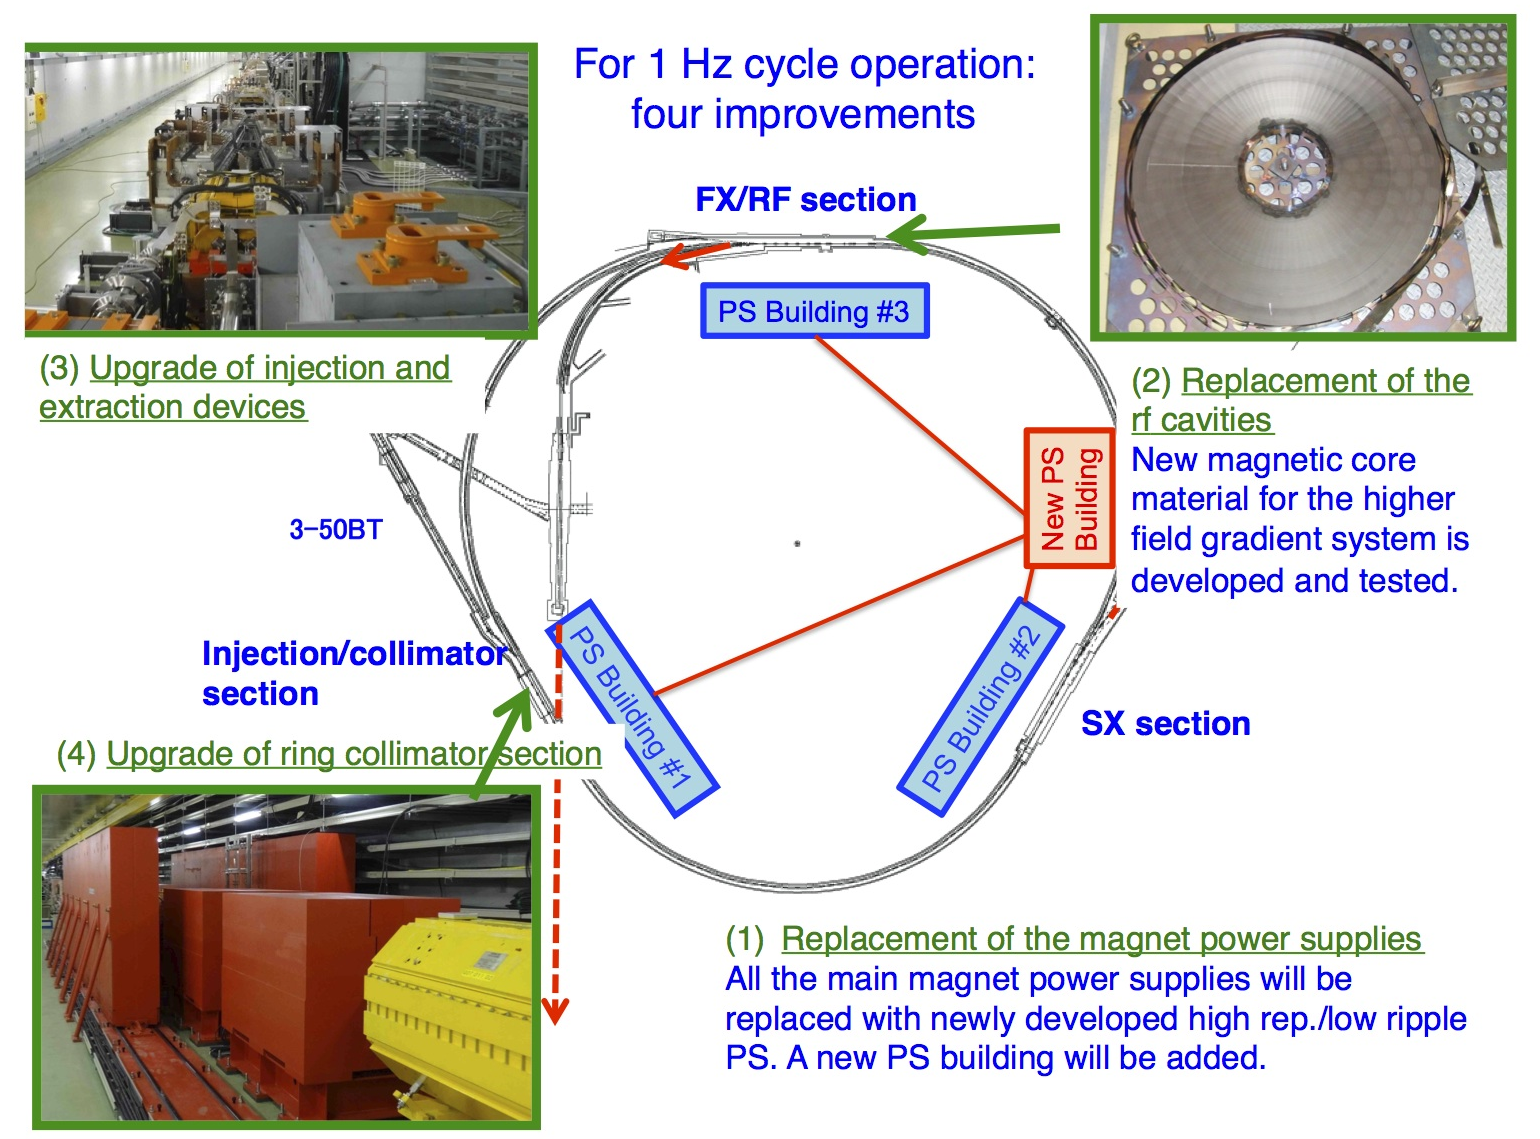 For 1 Hz cycle operation:
four improvements
FX/RF section
PS Building #3
(3) Upgrade of injection and
extraction devices
(2) Replacement of the
rf cavities
New magnetic core
material for the higher
field gradient system is
developed and tested.
New PS
Building
3-50BT
Injection/collimator
section
PS Building #1
PS Building #2
SX section
(4) Upgrade of ring collimator section
(1) Replacement of the magnet power supplies
All the main magnet power supplies will be
replaced with newly developed high rep./low ripple
PS. A new PS building will be added.